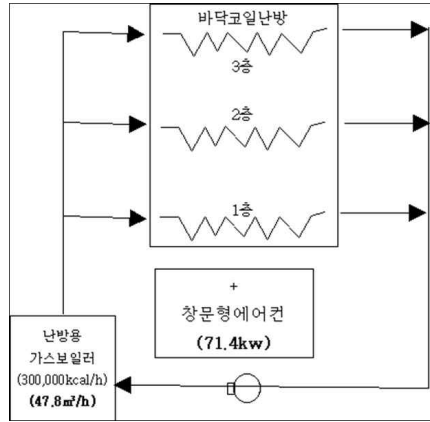 바닥코일난방
3층
2층
1층
+
창문형에어컨
(71.4kw)
난방용
가스보일러
(300,000kcal/h)
(47.8㎥/h)